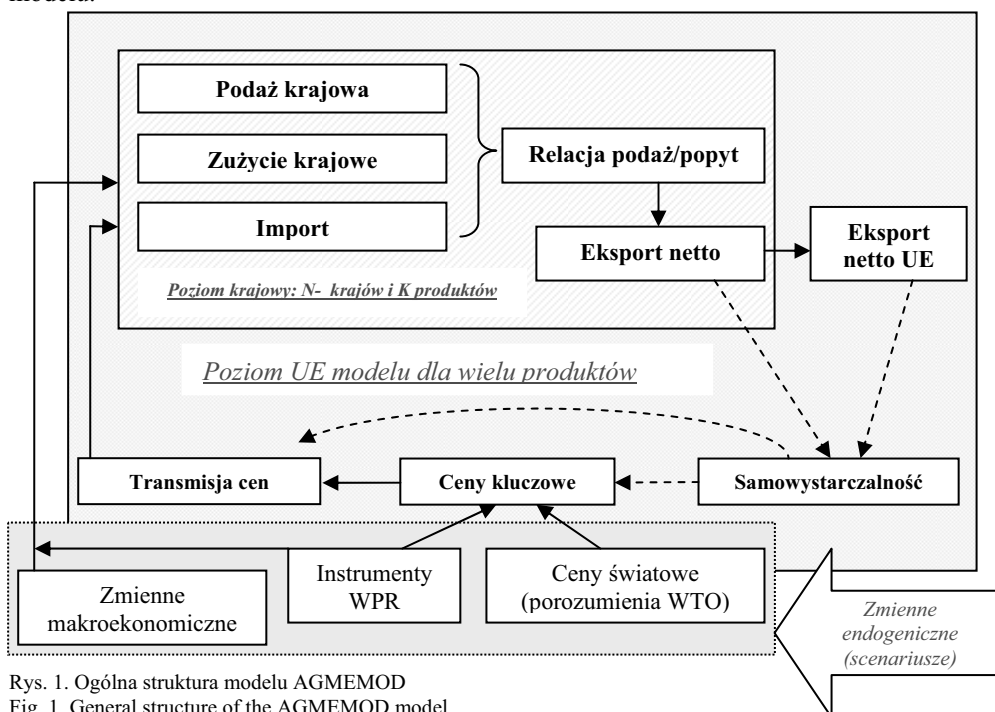 modelu.
Podaż krajowa
Zużycie krajowe
Import
Relacja podaż/popyt
Eksport netto
Eksport
netto UE
Poziom krajowy: N- krajów i K produktów
Poziom UE modelu dla wielu produktów
Transmisja cen
Ceny kluczowe
Samowystarczalność
Zmienne
makroekonomiczne
Instrumenty
WPR
Ceny światowe
(porozumienia WTO)
Zmienne
endogeniczne
(scenariusze)
Rys. 1. Ogólna struktura modelu AGMEMOD
Fig. 1. General structure of the AGMEMOD model